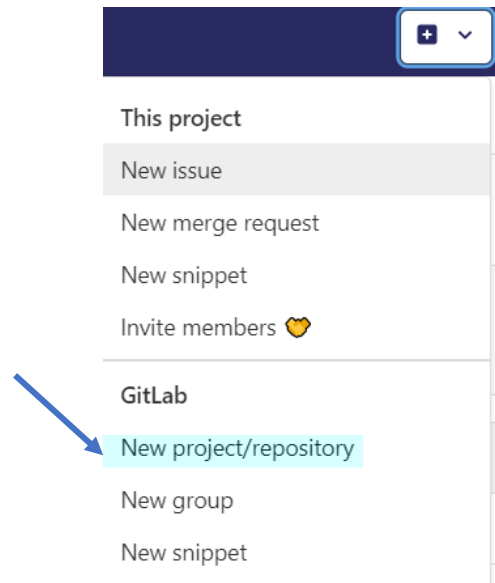 This project
New issue
New merge request
New snippet
Invite members
GitLab
New project/repository
New group
New snippet